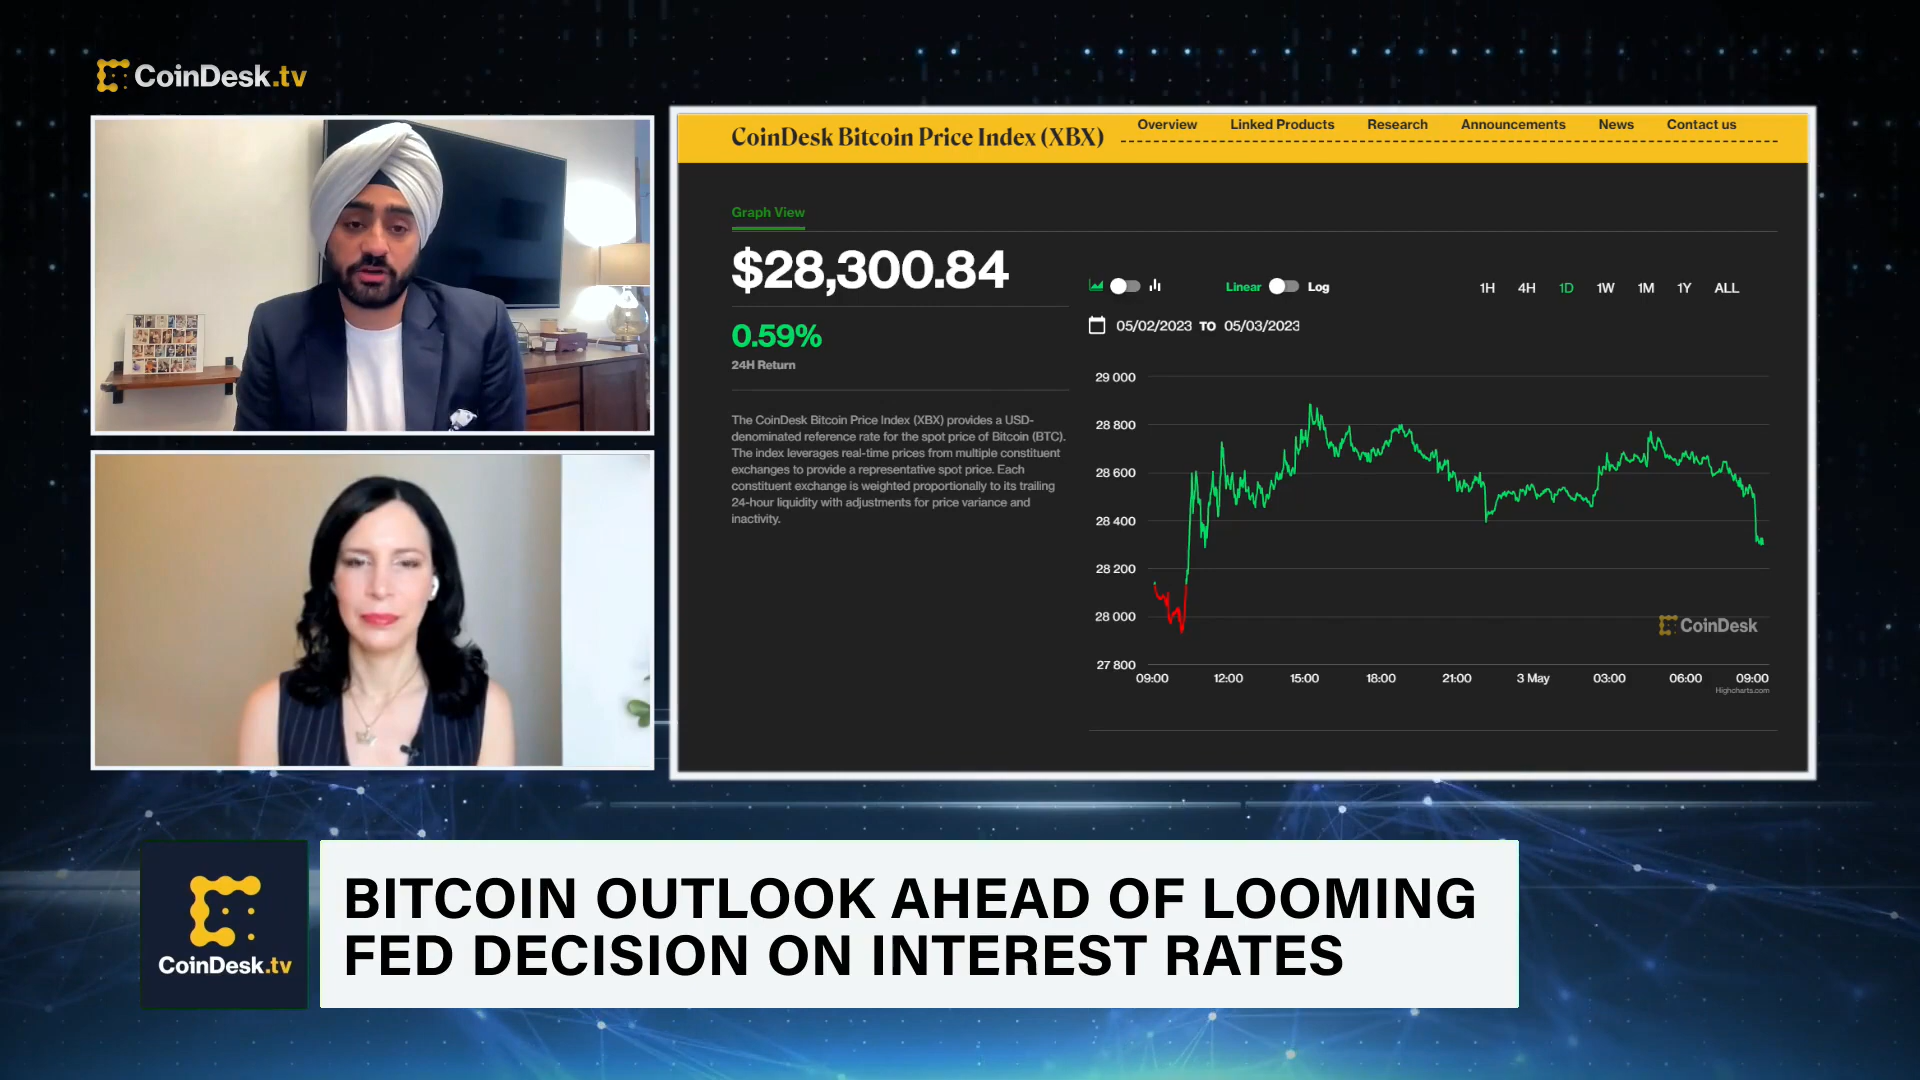 CoinDesk.tv
CoinDesk Bitcoin Price Index (XBX)
Overview Linked Products Research Announcements News Contact us
Graph View
$28,300.84
0.59%
24H Return
The CoinDesk Bitcoin Price Index (XBX) provides a USD-
denominated reference rate for the spot price of Bitcoin (BTC).
The index leverages real-time prices from multiple constituent
exchanges to provide a representative spot price. Each
constituent exchange is weighted proportionally to its trailing
24-hour liquidity with adjustments for price variance and
inactivity.
Linear Log
1H 4H 1D 1W 1M 1Y ALL
05/02/2023 TO 05/03/2023
29 000
28 800
28 600
28 400
28 200
28 000
27 800
CoinDesk
09:00 12:00 15:00 18:00 21:00 3 May 03:00 06:00 09:00
Highcharts.com
CoinDesk.tv
BITCOIN OUTLOOK AHEAD OF LOOMING
FED DECISION ON INTEREST RATES